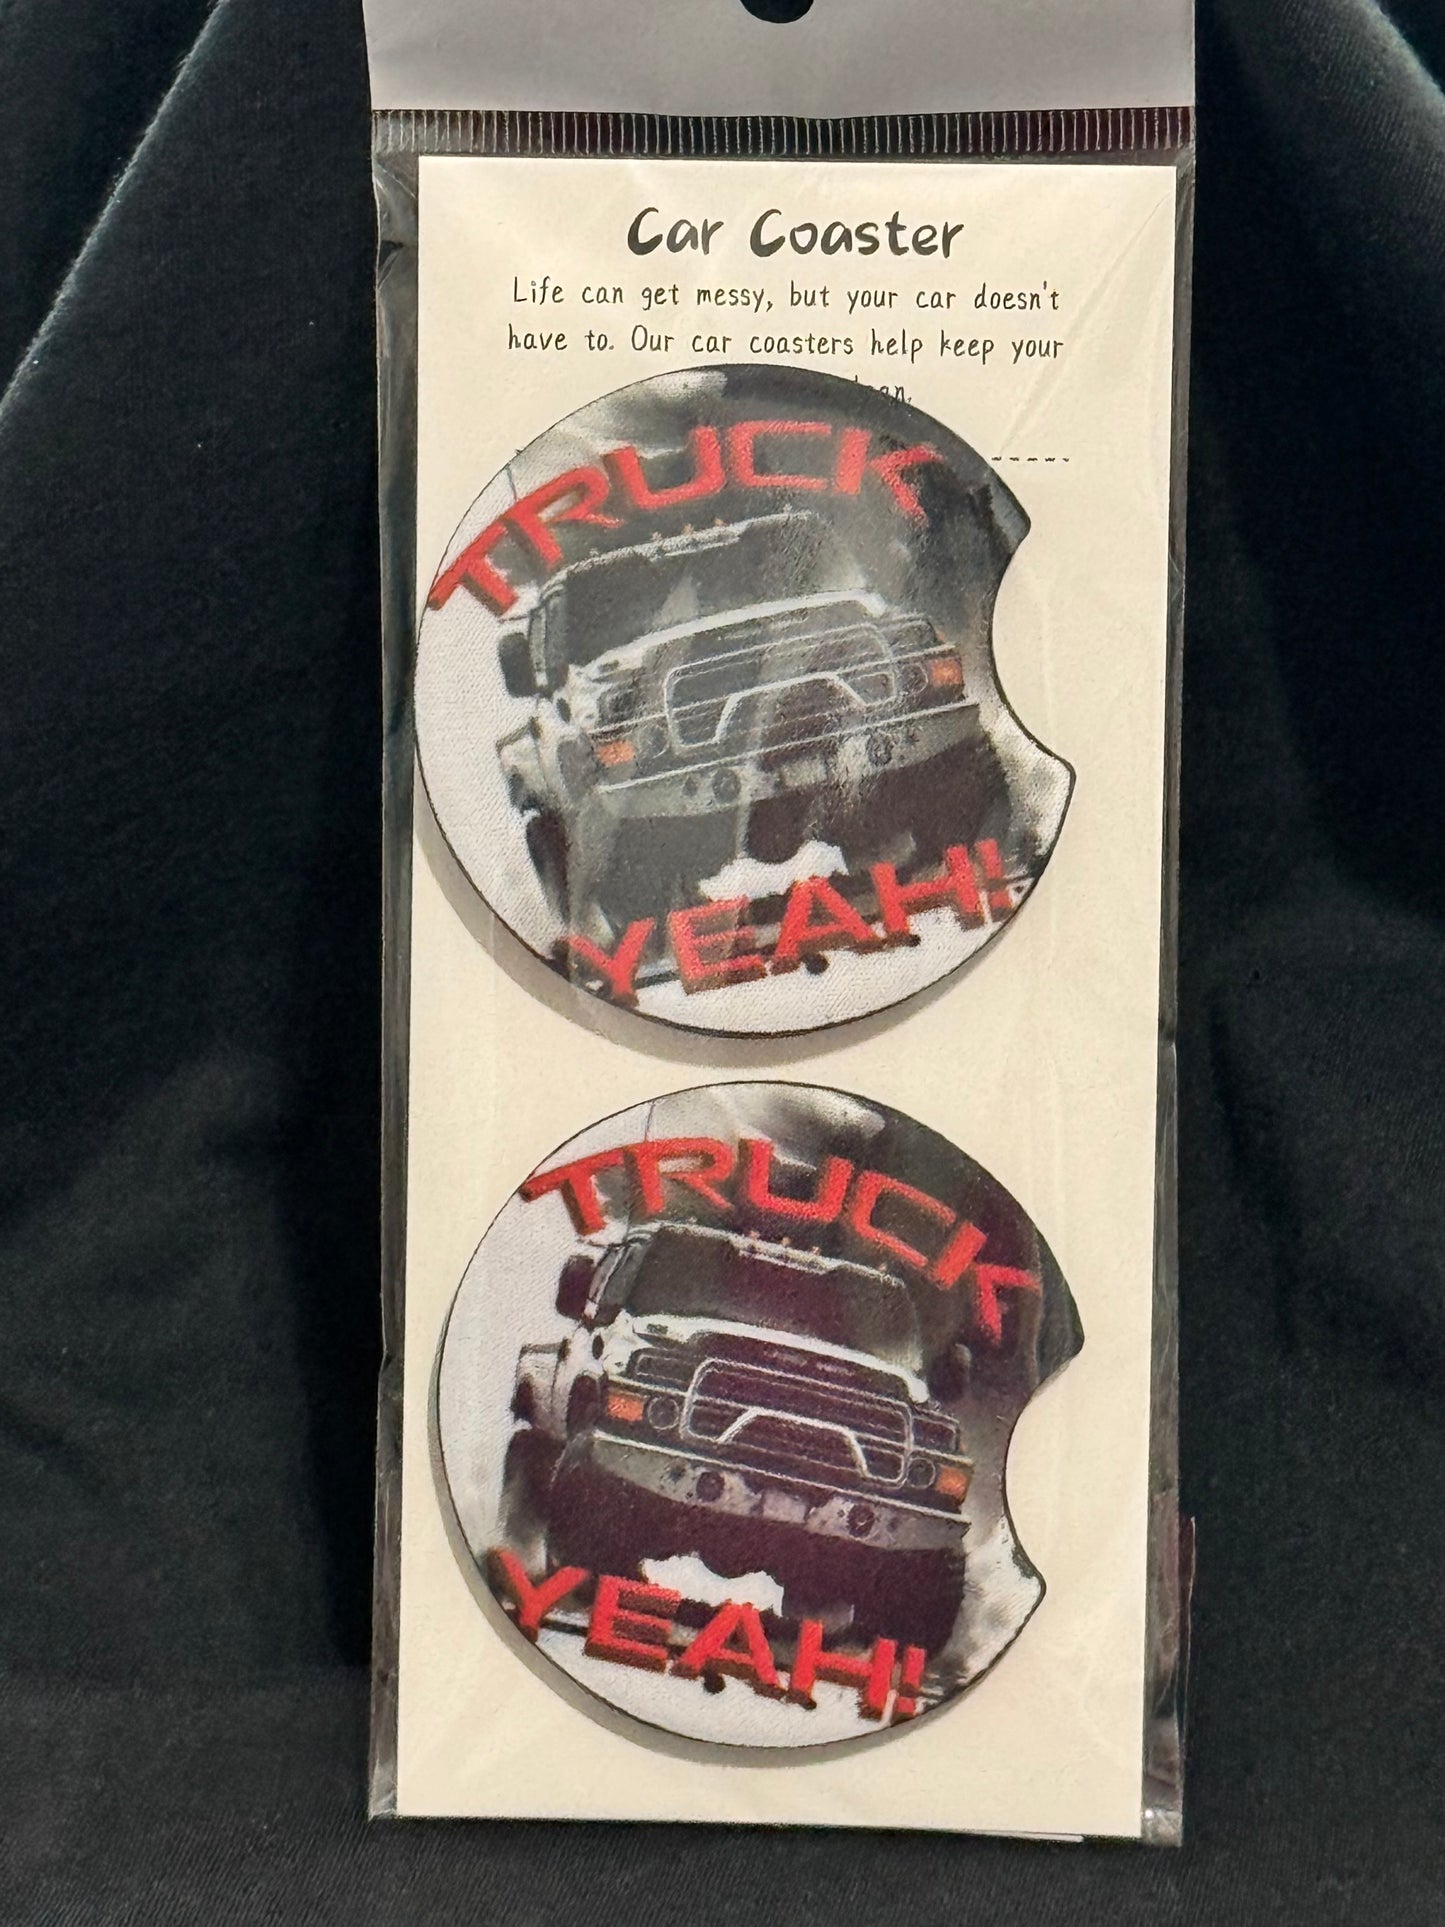 Car Coaster
Life can get messy, but your car doesn't
have to. Our car coasters help keep your
TRUCK
YEAH!
TRUCK
YEAH!